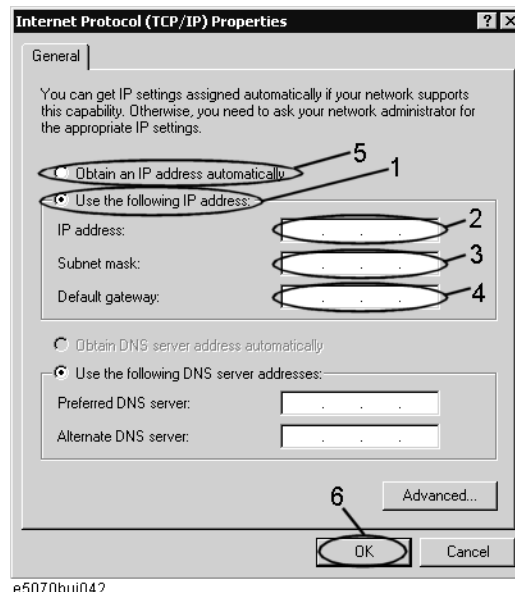 Internet Protocol (TCP/IP) Properties
General
You can get IP settings assigned automatically if your network supports
this capability. Otherwise, you need to ask your network administrator for
the appropriate IP settings.
5
Obtain an IP address automatically
1
Use the following IP address:
IP address:
2
Subnet mask:
3
Default gateway:
4
Obtain DNS server address automatically
Use the following DNS server addresses:
Preferred DNS server:
Alternate DNS server:
6
Advanced...
OK
Cancel
e5070bui042